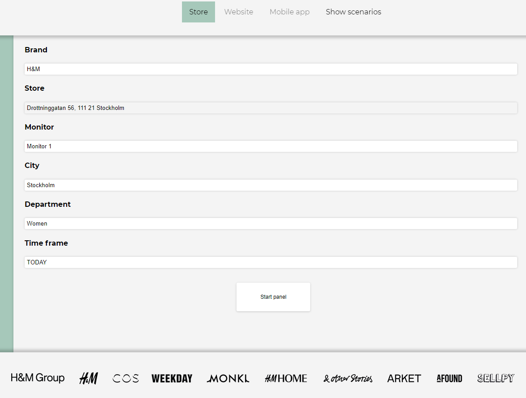 Store Website Mobile app Show scenarios
Brand
H&M
Store
Drottninggatan 56, 111 21 Stockholm
Monitor
Monitor 1
City
Stockholm
Department
Women
Time frame
TODAY
Start panel
H&M Group H&M COS WEEKDAY MONKI H&M HOME & other Stories ARKET AFOUND SELLPY